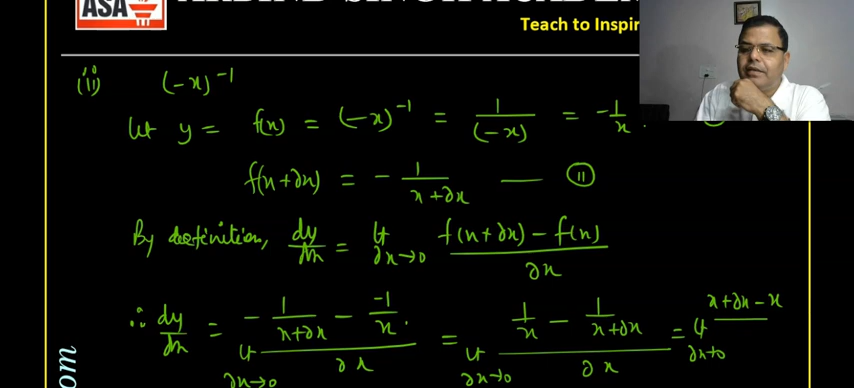 ASA
Teach to Inspir
(ii) (-x)⁻¹
Let y = f(x) = (-x)⁻¹ = 1/(-x) = -1/x.
f(x+∂x) = - 1/(x+∂x) — (II)
By definition, dy/dx = Lt ∂x→0 (f(x+∂x) - f(x))/∂x
∴ dy/dx = Lt ∂x→0 (- 1/(x+∂x) - -1/x.)/∂x = Lt ∂x→0 (1/x - 1/(x+∂x))/∂x = Lt ∂x→0 x+∂x-x
om